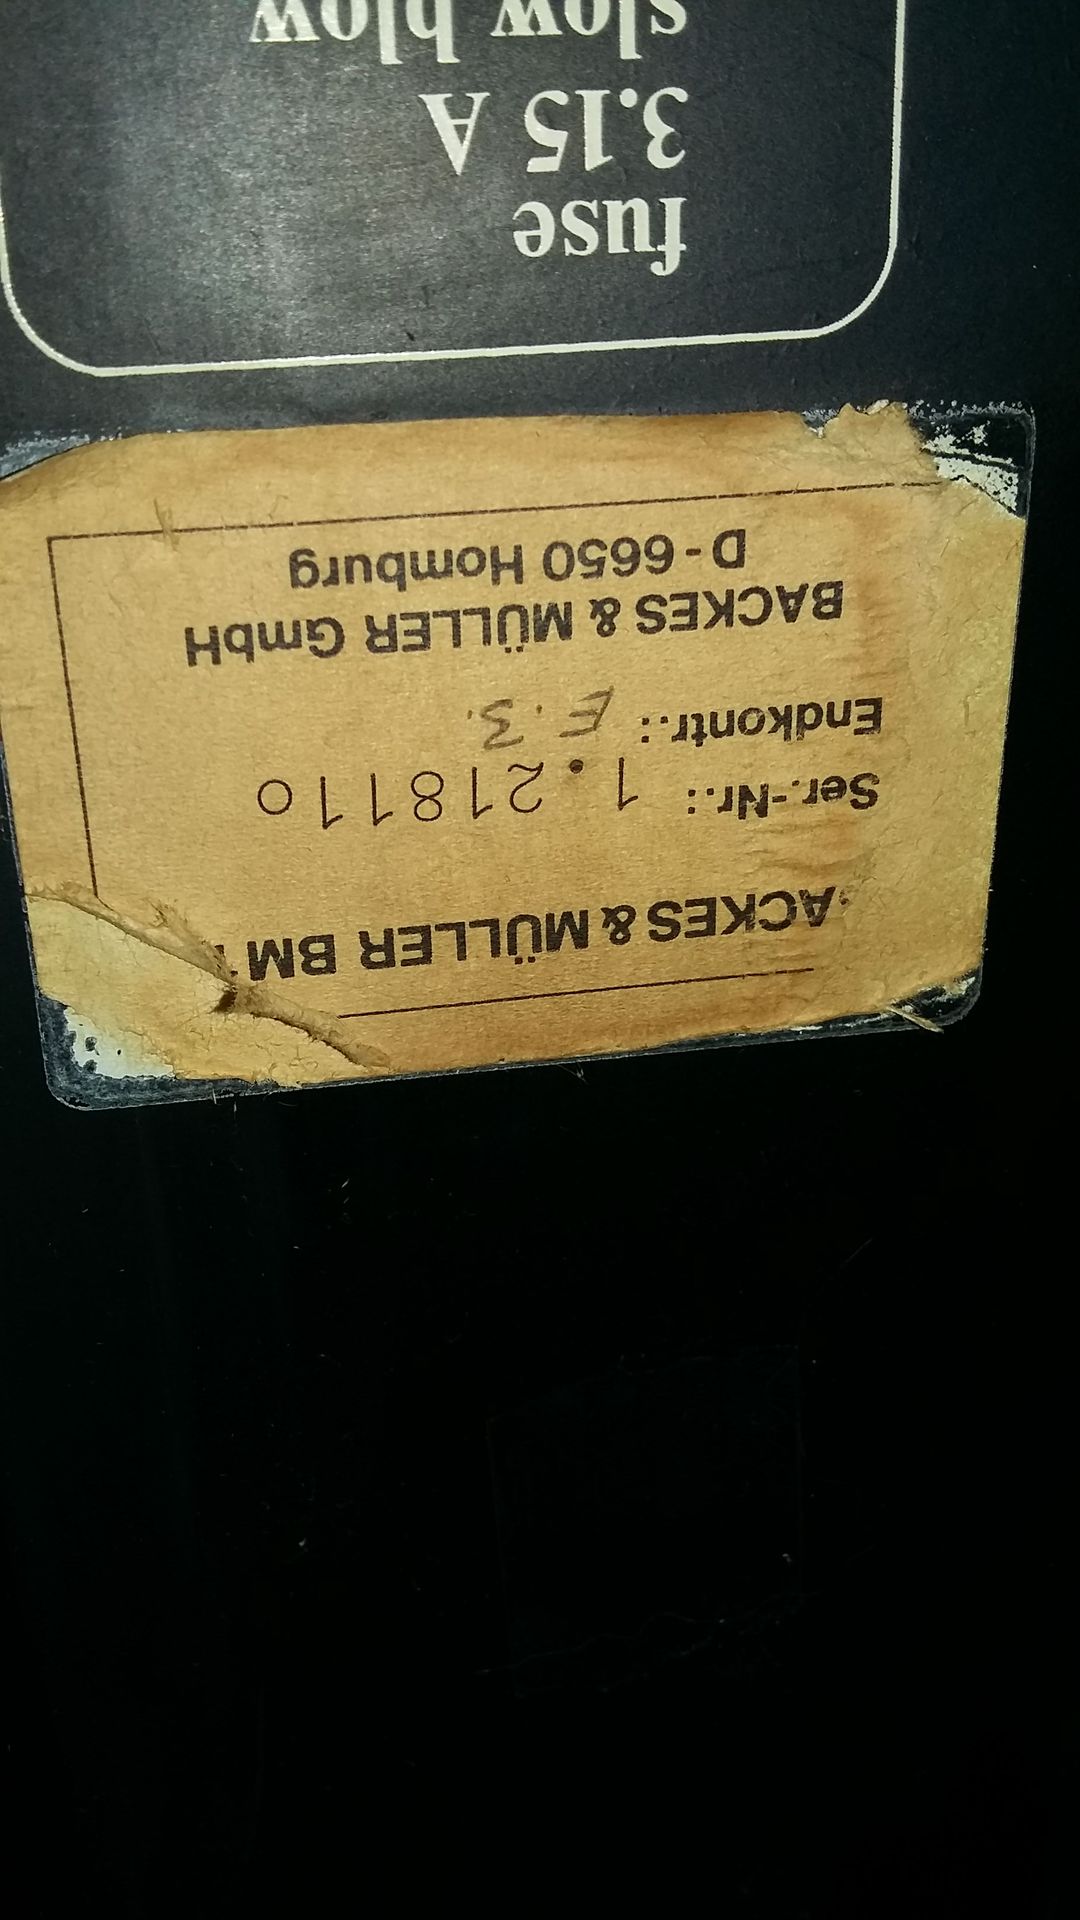 ACKES & MÜLLER BM
Ser.-Nr.: 1.218110
Endkontr.: E.3.
BACKES & MÜLLER GmbH
D-6650 Homburg
fuse
3.15 A
slow blow